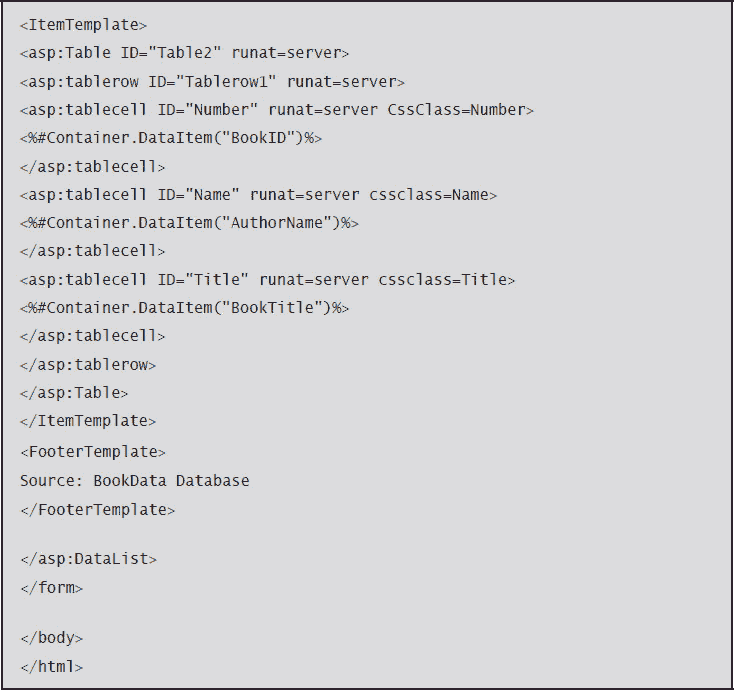 <ItemTemplate>
<asp:Table ID="Table2" runat=server>
<asp:tablerow ID="Tablerow1" runat=server>
<asp:tablecell ID="Number" runat=server CssClass=Number>
<%#Container.DataItem("BookID")%>
</asp:tablecell>
<asp:tablecell ID="Name" runat=server cssclass=Name>
<%#Container.DataItem("AuthorName")%>
</asp:tablecell>
<asp:tablecell ID="Title" runat=server cssclass=Title>
<%#Container.DataItem("BookTitle")%>
</asp:tablecell>
</asp:tablerow>
</asp:Table>
</ItemTemplate>
<FooterTemplate>
Source: BookData Database
</FooterTemplate>
</asp:DataList>
</form>
</body>
</html>